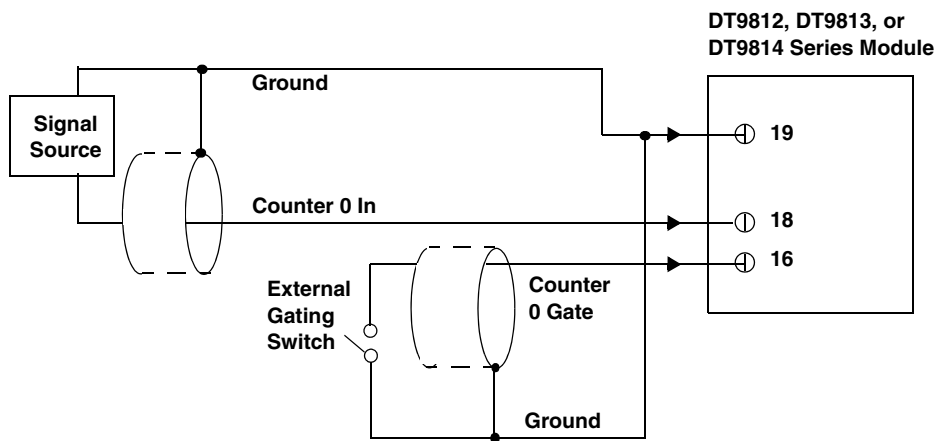 DT9812, DT9813, or
DT9814 Series Module
Ground
Signal
Source
19
Counter 0 In
18
16
External
Gating
Switch
Counter
0 Gate
Ground